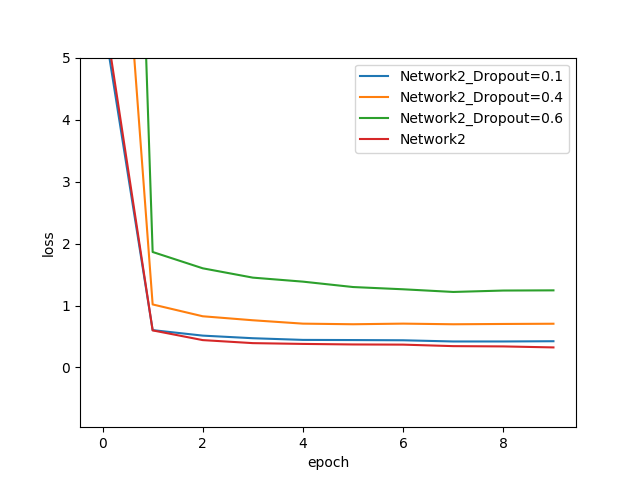 5
4
3
2
1
0
loss
0 2 4 6 8
epoch
Network2_Dropout=0.1
Network2_Dropout=0.4
Network2_Dropout=0.6
Network2